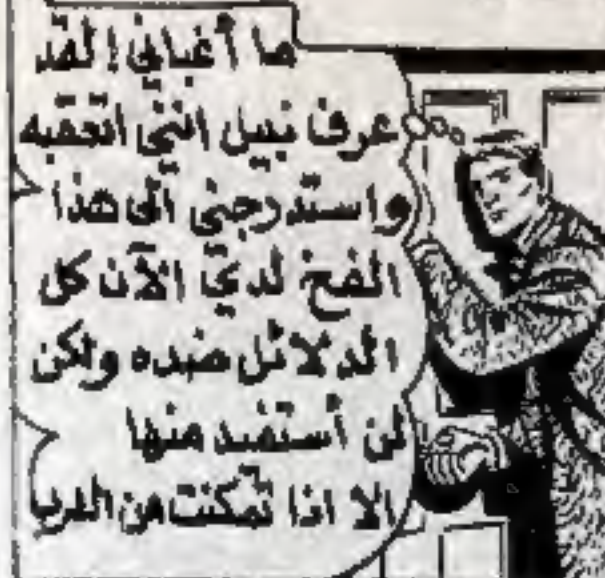 ما أغباني! لقد
عرف نبيل انني اتعقبه
واستدرجني الى هذا
الفخ لديّ الآن كل
الدلائل ضده ولكن
لن أستفيد منها
الا اذا تمكنت من الهرب